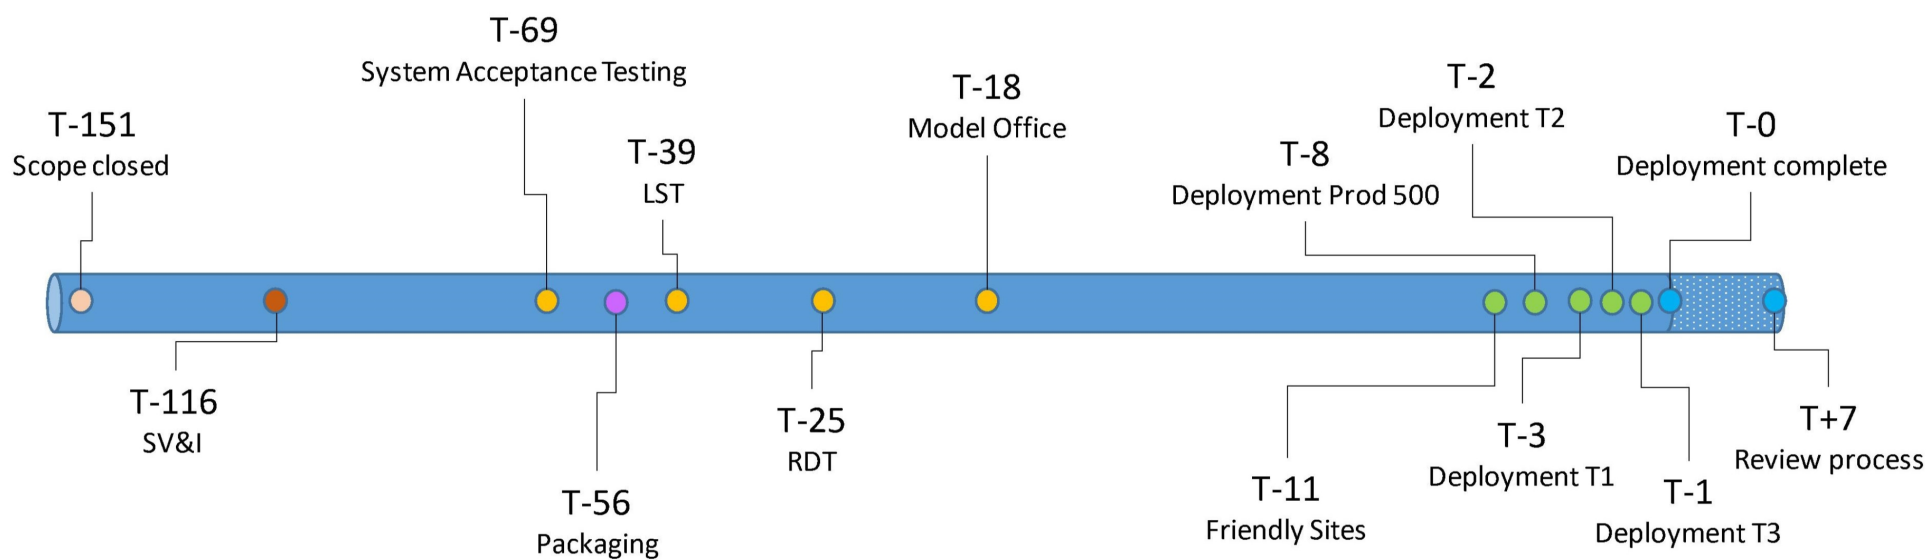 T-151
Scope closed
T-116
SV&I
T-69
System Acceptance Testing
T-56
Packaging
T-39
LST
T-25
RDT
T-18
Model Office
T-11
Friendly Sites
T-8
Deployment Prod 500
T-3
Deployment T1
T-2
Deployment T2
T-1
Deployment T3
T-0
Deployment complete
T+7
Review process